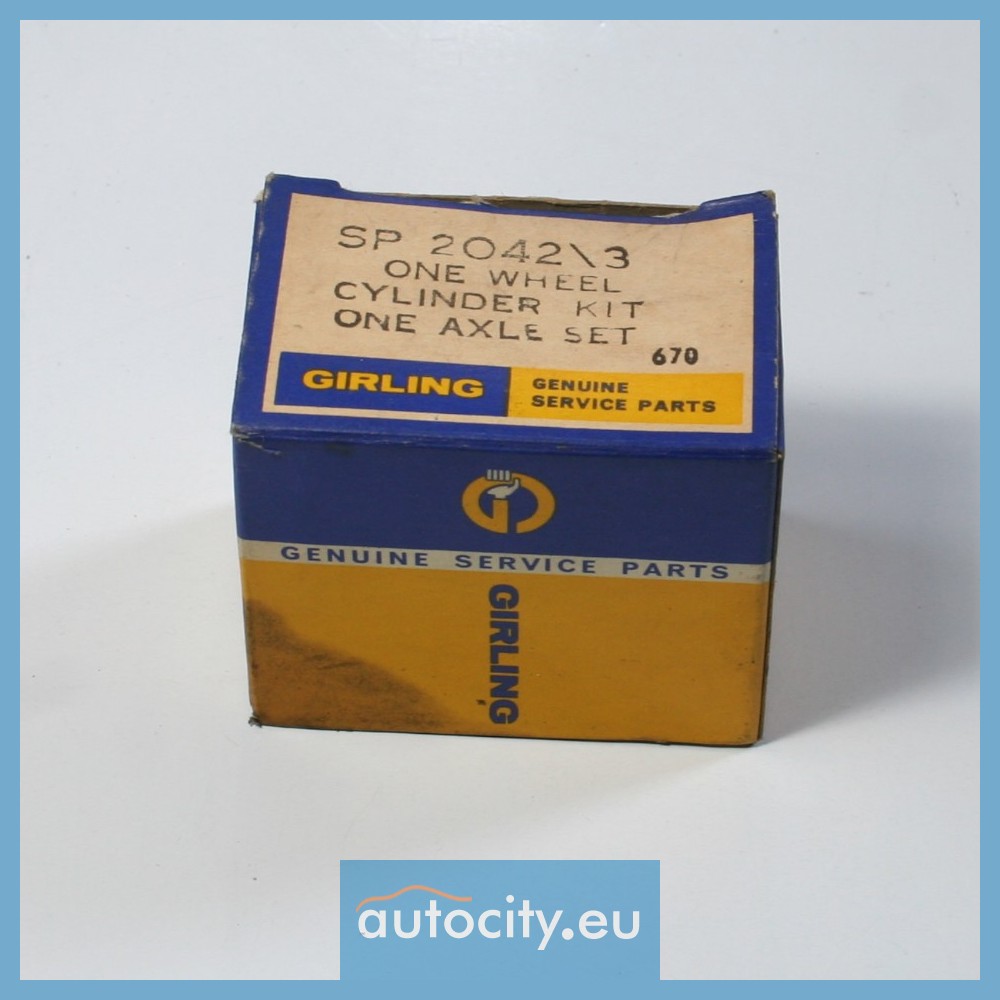 SP 2042\3
ONE WHEEL
CYLINDER KIT
ONE AXLE SET
670
GIRLING
GENUINE
SERVICE PARTS
GENUINE SERVICE PARTS
GIRLING
autocity.eu